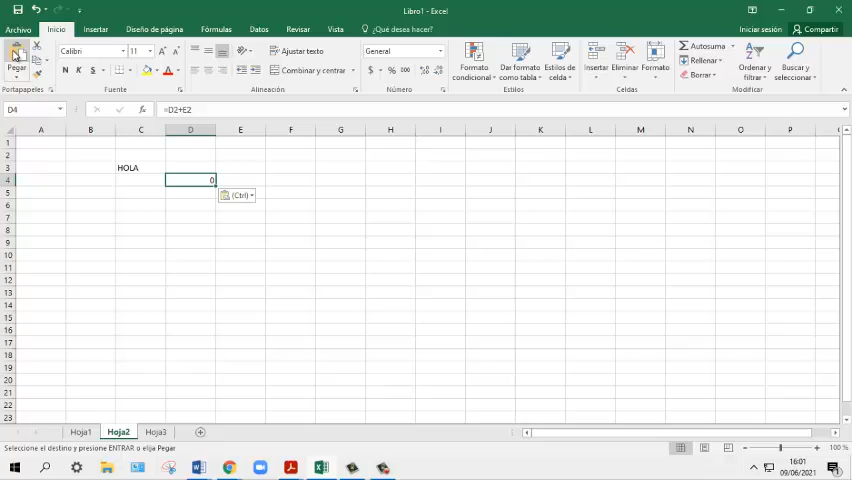 Libro1 - Excel
Archivo Inicio Insertar Diseño de página Fórmulas Datos Revisar Vista ¿Qué desea hacer? Iniciar sesión Compartir
Pegar
Calibri 11 A A
N K S A
Ajustar texto
Combinar y centrar
General
$ %
Formato condicional
Dar formato como tabla
Estilos de celda
Insertar Eliminar Formato
Autosuma
Rellenar
Borrar
Ordenar y filtrar
Buscar y seleccionar
Portapapeles Fuente Alineación Número Estilos Celdas Modificar
D4 fx =D2+E2
A B C D E F G H I J K L M N O P
1
2
3 HOLA
4 0
5 (Ctrl)
6
7
8
9
10
11
12
13
14
15
16
17
18
19
20
21
22
23
Hoja1 Hoja2 Hoja3
Seleccione el destino y presione ENTRAR o elija Pegar 100 %
16:01
09/06/2021